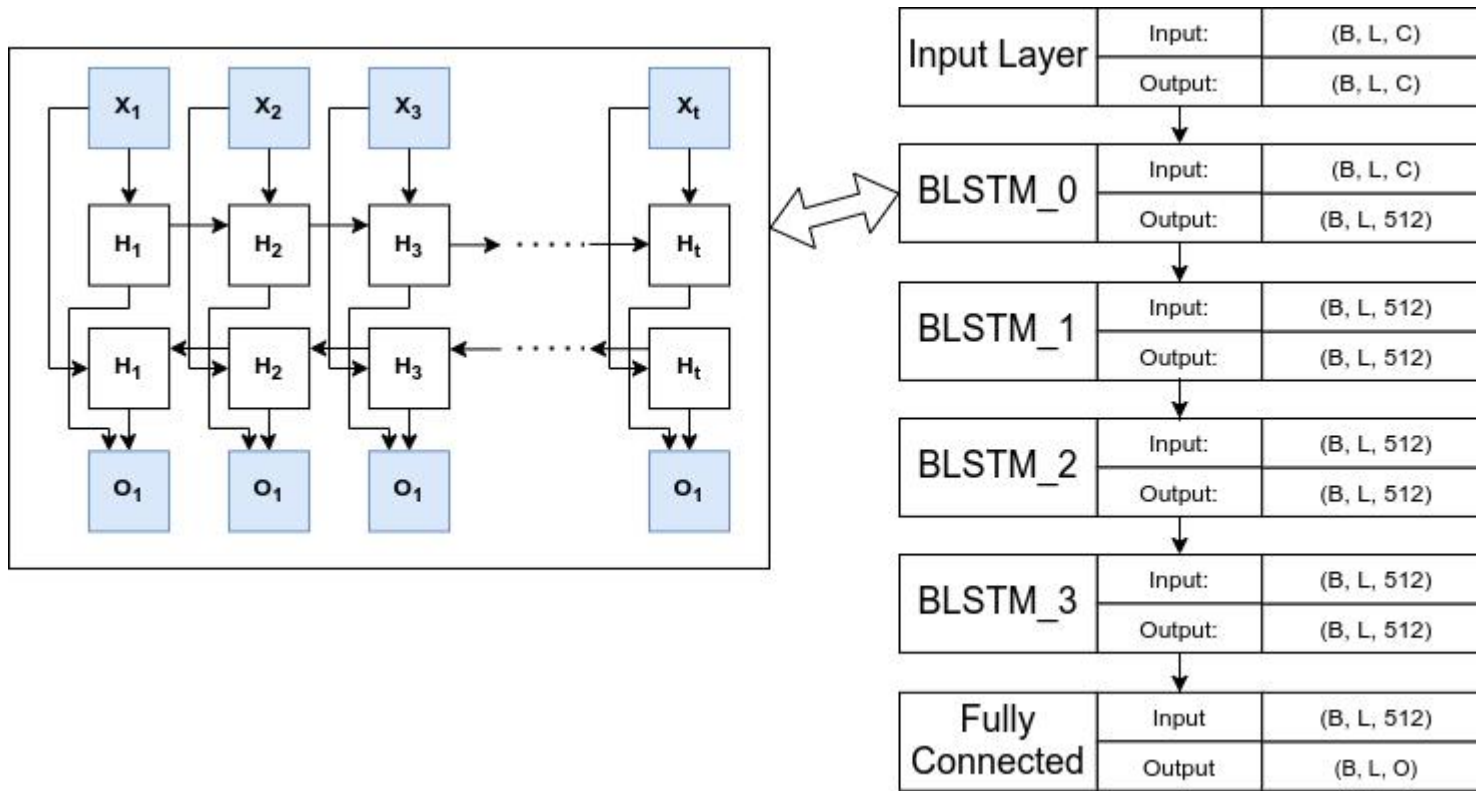 X₁ X₂ X₃ Xₜ
H₁ H₂ H₃ ..... Hₜ
H₁ H₂ H₃ ..... Hₜ
O₁ O₁ O₁ O₁
Input Layer
Input: (B, L, C)
Output: (B, L, C)
BLSTM_0
Input: (B, L, C)
Output: (B, L, 512)
BLSTM_1
Input: (B, L, 512)
Output: (B, L, 512)
BLSTM_2
Input: (B, L, 512)
Output: (B, L, 512)
BLSTM_3
Input: (B, L, 512)
Output: (B, L, 512)
Fully
Connected
Input (B, L, 512)
Output (B, L, O)